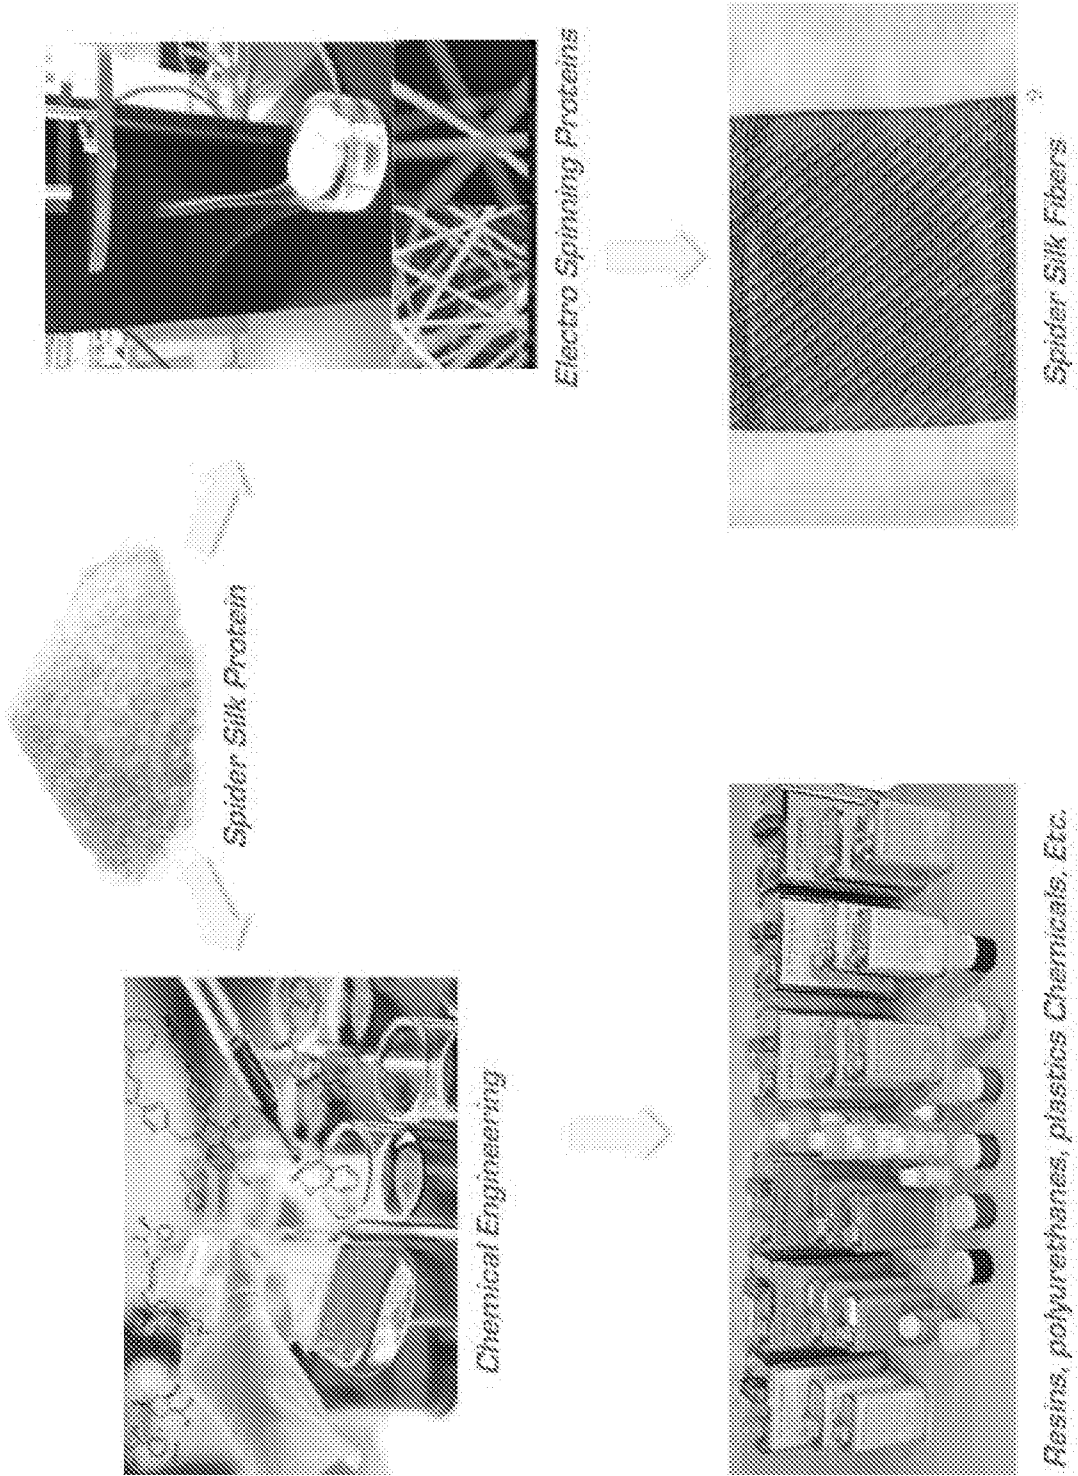 Spider Silk Protein
Chemical Engineering
Electro Spinning Proteins
Resins, polyurethanes, plastics Chemicals, Etc.
Spider Silk Fibers